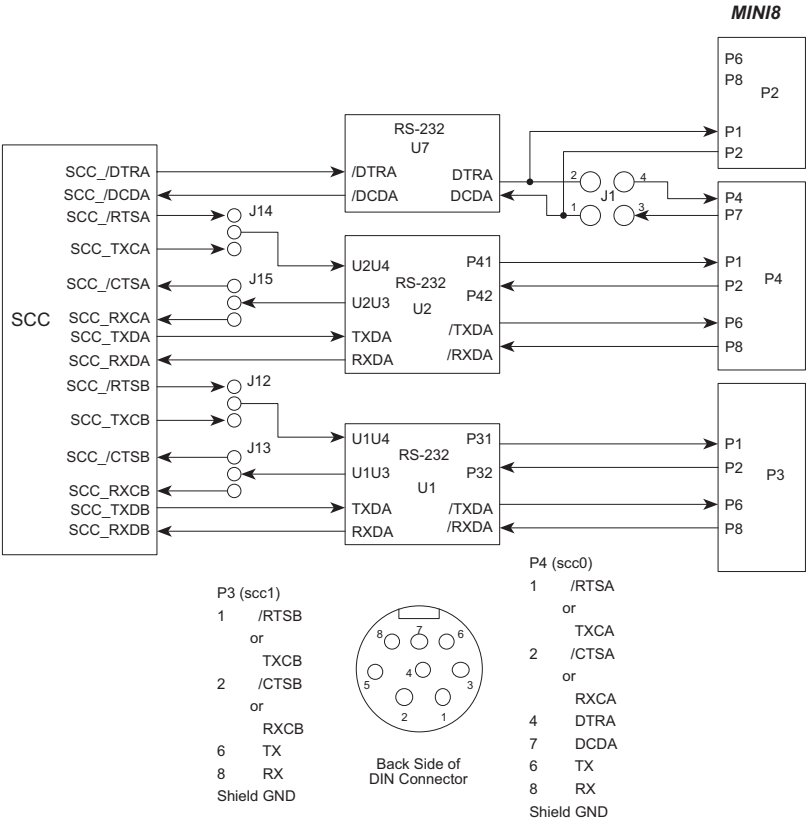 MINI8
P6
P8
P2
P1
P2
RS-232
U7
/DTRA
DTRA
/DCDA
DCDA
2
4
J1
1
3
SCC
SCC_/DTRA
SCC_/DCDA
SCC_/RTSA
J14
SCC_TXCA
SCC_/CTSA
J15
SCC_RXCA
SCC_TXDA
SCC_RXDA
SCC_/RTSB
J12
SCC_TXCB
SCC_/CTSB
J13
SCC_RXCB
SCC_TXDB
SCC_RXDB
U2U4
P41
RS-232
U2U3
P42
U2
/TXDA
TXDA
/RXDA
RXDA
P4
P7
P1
P2
P4
P6
P8
U1U4
P31
RS-232
U1U3
P32
U1
TXDA
/TXDA
RXDA
/RXDA
P1
P2
P3
P6
P8
P3 (scc1)
1 /RTSB
or
TXCB
2 /CTSB
or
RXCB
6 TX
8 RX
Shield GND
8
7
6
5
4
3
2
1
Back Side of
DIN Connector
P4 (scc0)
1 /RTSA
or
TXCA
2 /CTSA
or
RXCA
4 DTRA
7 DCDA
6 TX
8 RX
Shield GND